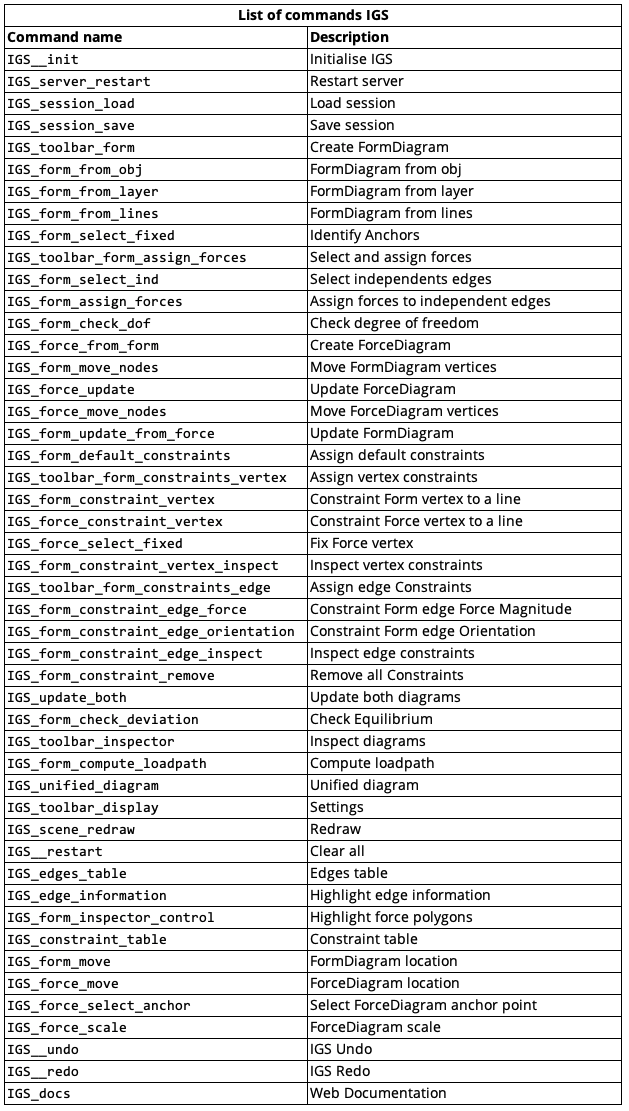 List of commands IGS
Command name Description
IGS__init Initialise IGS
IGS_server_restart Restart server
IGS_session_load Load session
IGS_session_save Save session
IGS_toolbar_form Create FormDiagram
IGS_form_from_obj FormDiagram from obj
IGS_form_from_layer FormDiagram from layer
IGS_form_from_lines FormDiagram from lines
IGS_form_select_fixed Identify Anchors
IGS_toolbar_form_assign_forces Select and assign forces
IGS_form_select_ind Select independents edges
IGS_form_assign_forces Assign forces to independent edges
IGS_form_check_dof Check degree of freedom
IGS_force_from_form Create ForceDiagram
IGS_form_move_nodes Move FormDiagram vertices
IGS_force_update Update ForceDiagram
IGS_force_move_nodes Move ForceDiagram vertices
IGS_form_update_from_force Update FormDiagram
IGS_form_default_constraints Assign default constraints
IGS_toolbar_form_constraints_vertex Assign vertex constraints
IGS_form_constraint_vertex Constraint Form vertex to a line
IGS_force_constraint_vertex Constraint Force vertex to a line
IGS_force_select_fixed Fix Force vertex
IGS_form_constraint_vertex_inspect Inspect vertex constraints
IGS_toolbar_form_constraints_edge Assign edge Constraints
IGS_form_constraint_edge_force Constraint Form edge Force Magnitude
IGS_form_constraint_edge_orientation Constraint Form edge Orientation
IGS_form_constraint_edge_inspect Inspect edge constraints
IGS_form_constraint_remove Remove all Constraints
IGS_update_both Update both diagrams
IGS_form_check_deviation Check Equilibrium
IGS_toolbar_inspector Inspect diagrams
IGS_form_compute_loadpath Compute loadpath
IGS_unified_diagram Unified diagram
IGS_toolbar_display Settings
IGS_scene_redraw Redraw
IGS__restart Clear all
IGS_edges_table Edges table
IGS_edge_information Highlight edge information
IGS_form_inspector_control Highlight force polygons
IGS_constraint_table Constraint table
IGS_form_move FormDiagram location
IGS_force_move ForceDiagram location
IGS_force_select_anchor Select ForceDiagram anchor point
IGS_force_scale ForceDiagram scale
IGS__undo IGS Undo
IGS__redo IGS Redo
IGS_docs Web Documentation